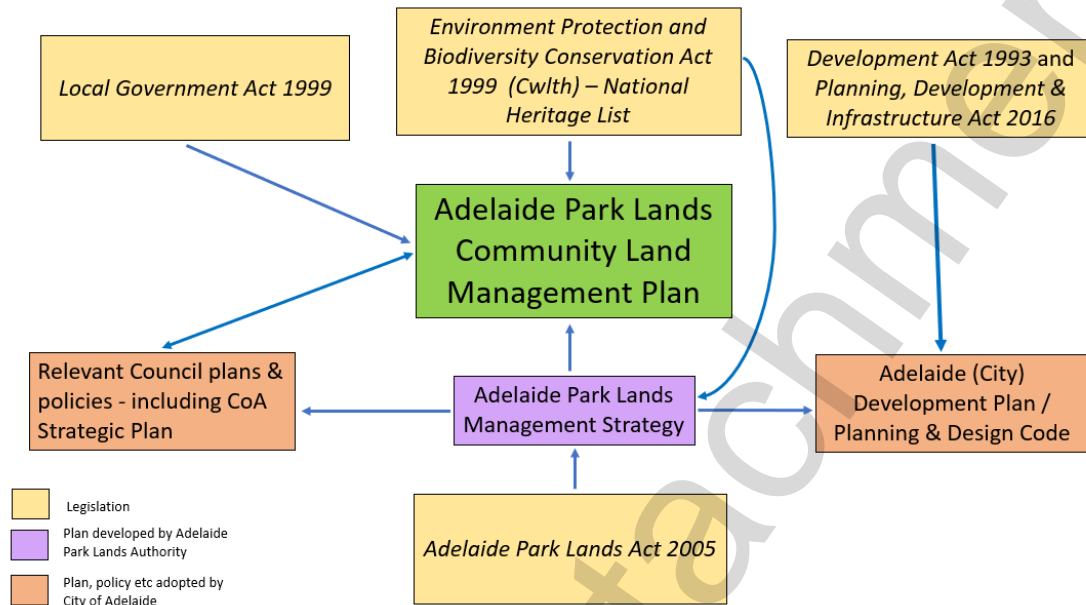 Local Government Act 1999
Environment Protection and
Biodiversity Conservation Act
1999 (Cwlth) – National
Heritage List
Development Act 1993 and
Planning, Development &
Infrastructure Act 2016
Adelaide Park Lands
Community Land
Management Plan
Relevant Council plans &
policies - including CoA
Strategic Plan
Adelaide Park Lands
Management Strategy
Adelaide (City)
Development Plan /
Planning & Design Code
Adelaide Park Lands Act 2005
Legislation
Plan developed by Adelaide
Park Lands Authority
Plan, policy etc adopted by
City of Adelaide
tachmen